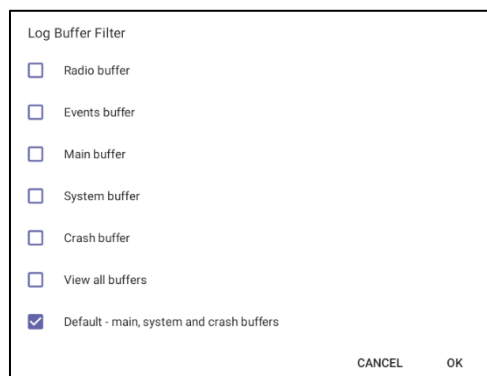 Log Buffer Filter
Radio buffer
Events buffer
Main buffer
System buffer
Crash buffer
View all buffers
Default - main, system and crash buffers
CANCEL OK